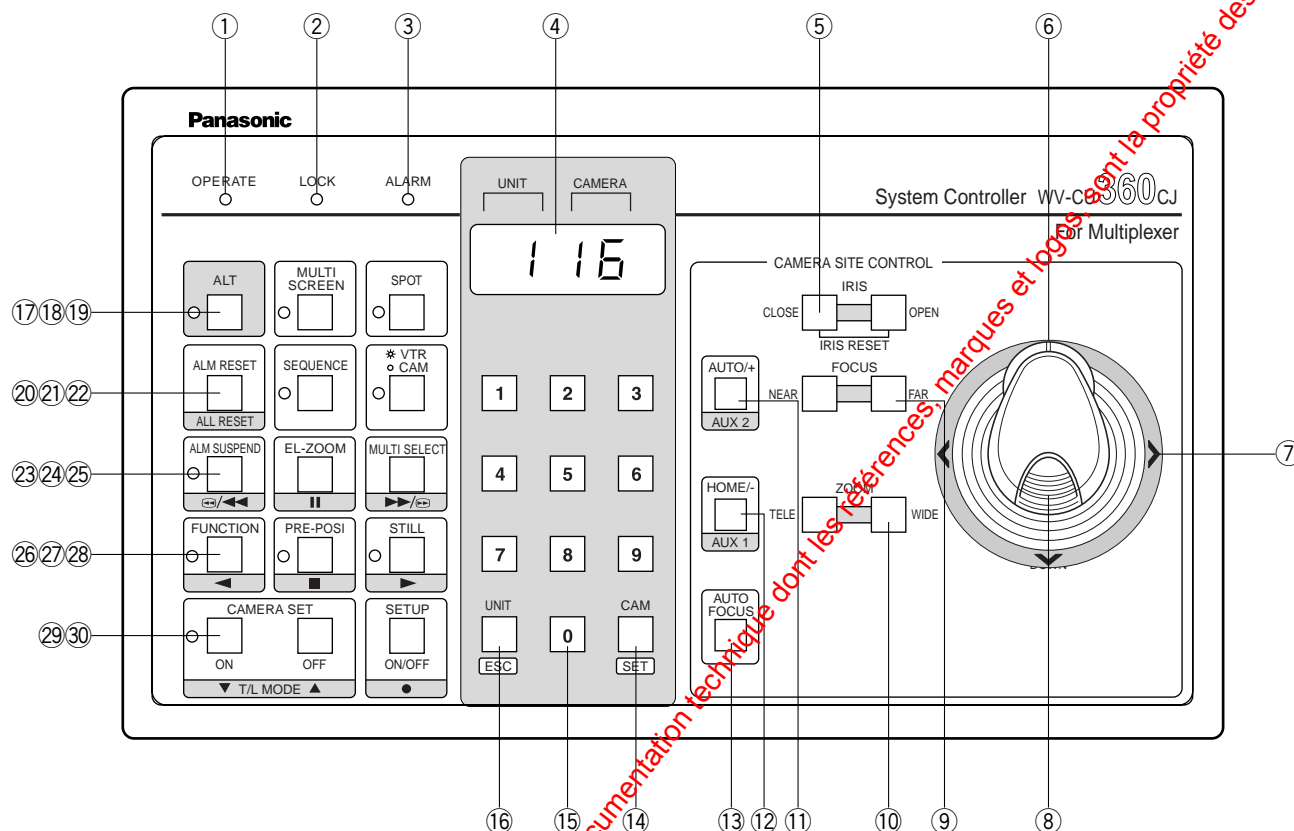 ① ② ③ ④ ⑤ ⑥
Panasonic
OPERATE LOCK ALARM
UNIT CAMERA
116
System Controller WV-CU360CJ
For Multiplexer
CAMERA SITE CONTROL
ALT MULTI SCREEN SPOT
⑰⑱⑲
IRIS
CLOSE OPEN
IRIS RESET
ALM RESET SEQUENCE VTR
CAM
ALL RESET
⑳㉑㉒
1 2 3
AUTO/+ FOCUS
NEAR FAR
AUX 2
⑦
ALM SUSPEND EL-ZOOM MULTI SELECT
㉓㉔㉕
4 5 6
HOME/- ZOOM
TELE WIDE
AUX 1
⑧
FUNCTION PRE-POSI STILL
㉖㉗㉘
7 8 9
CAMERA SET SETUP
㉙㉚
ON OFF ON/OFF
▼ T/L MODE ▲ ●
UNIT CAM
0
ESC SET
AUTO
FOCUS
⑯ ⑮ ⑭ ⑬ ⑫ ⑪ ⑩ ⑨
umentation technique dont les références, marques et logos, sont la propriété des